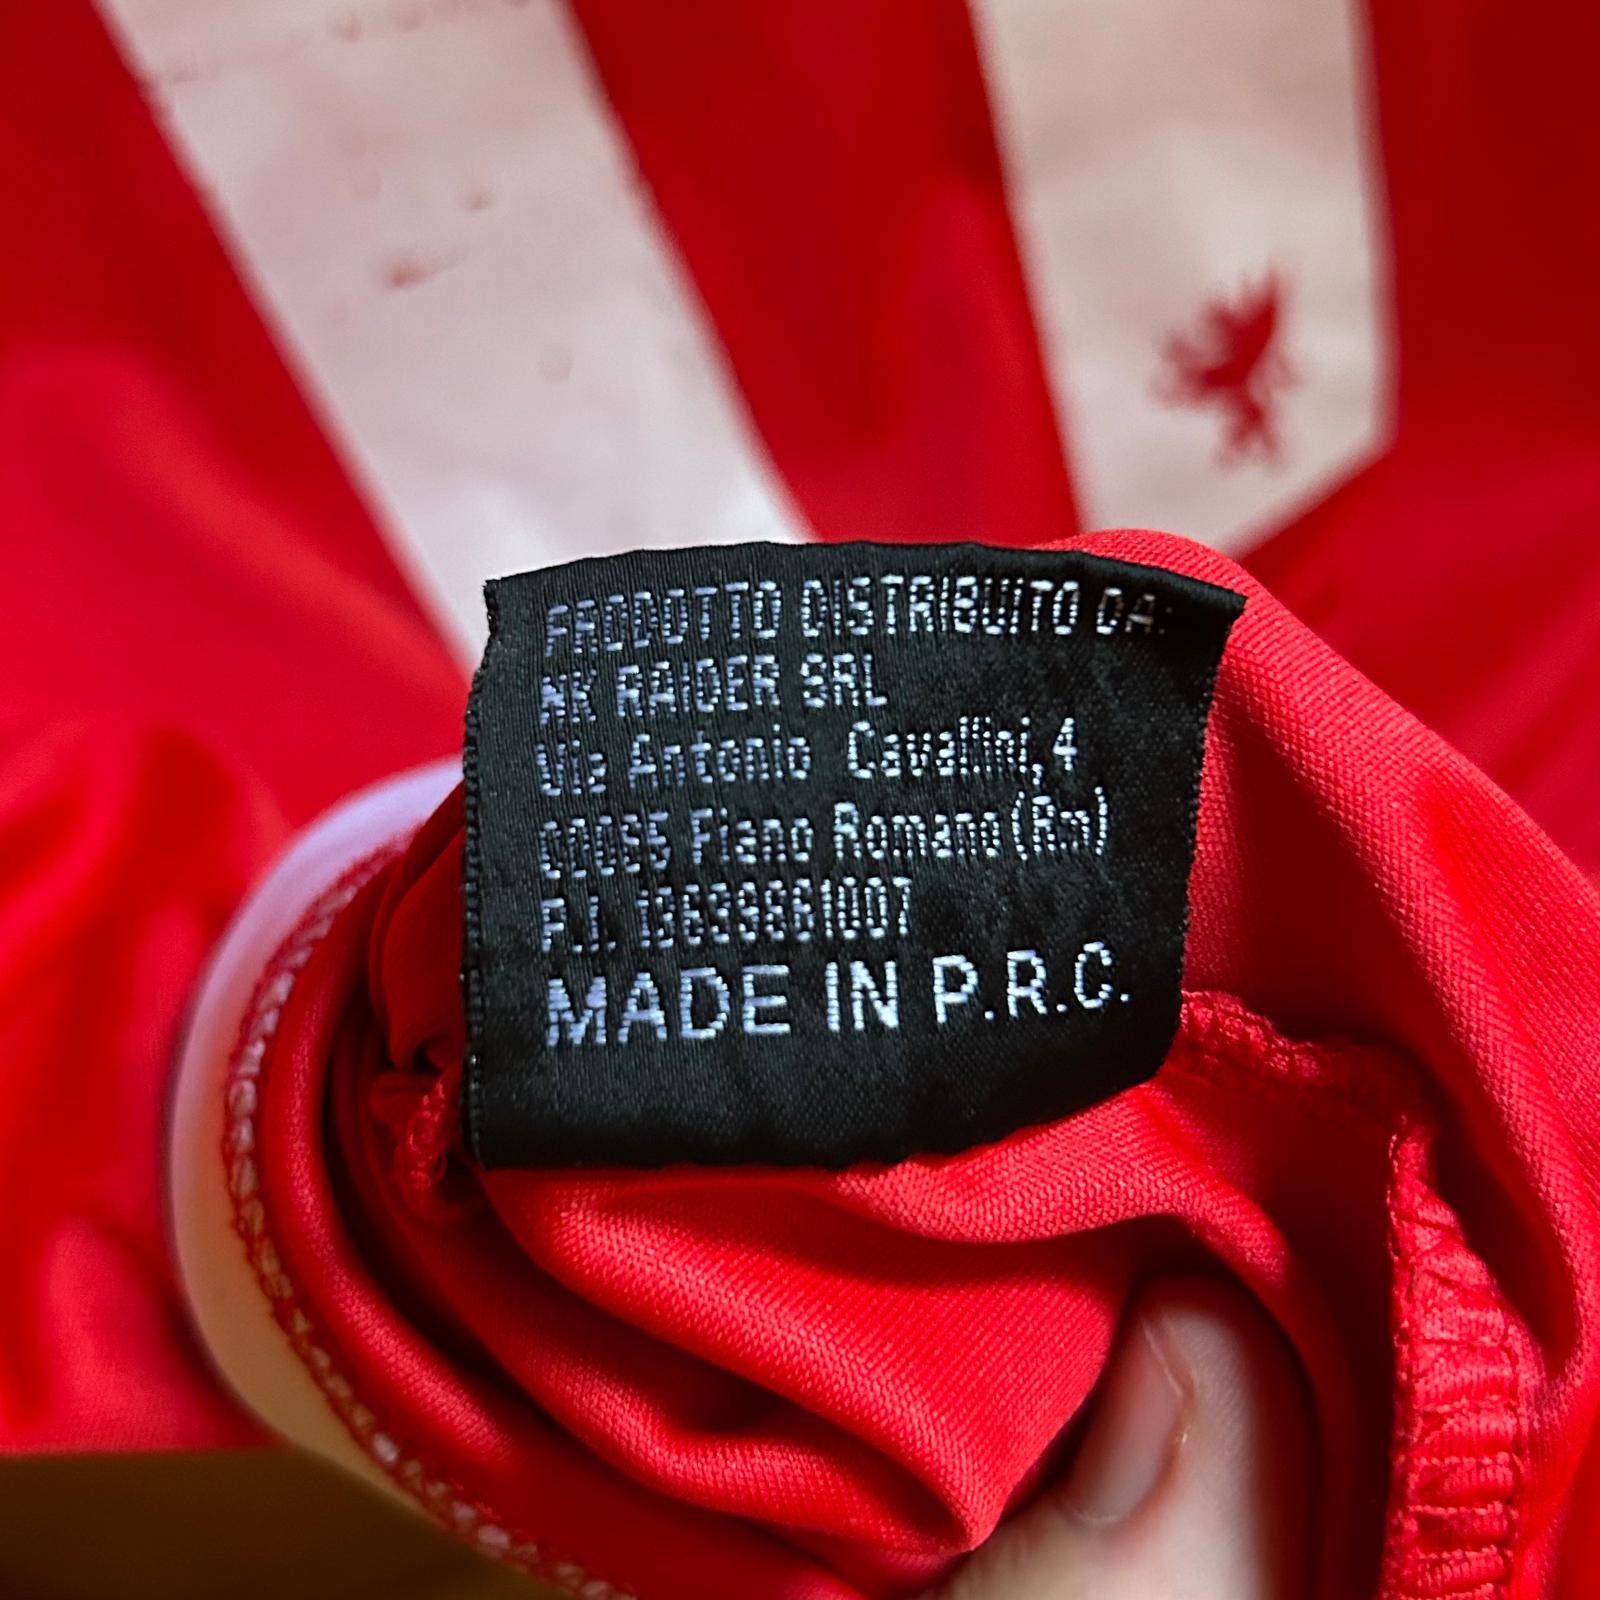 PRODOTTO DISTRIBUITO DA:
NK RAIDER SRL
Via Antonio Cavallini, 4
00065 Fiano Romano (Rm)
P.I.
MADE IN P.R.C.